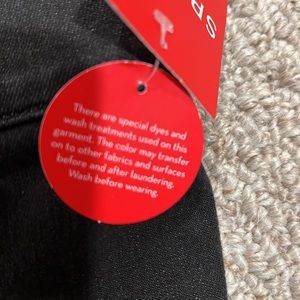 SP
There are special dyes and
wash treatments used on this
garment. The color may transfer
on to other fabrics and surfaces
before and after laundering.
Wash before wearing.